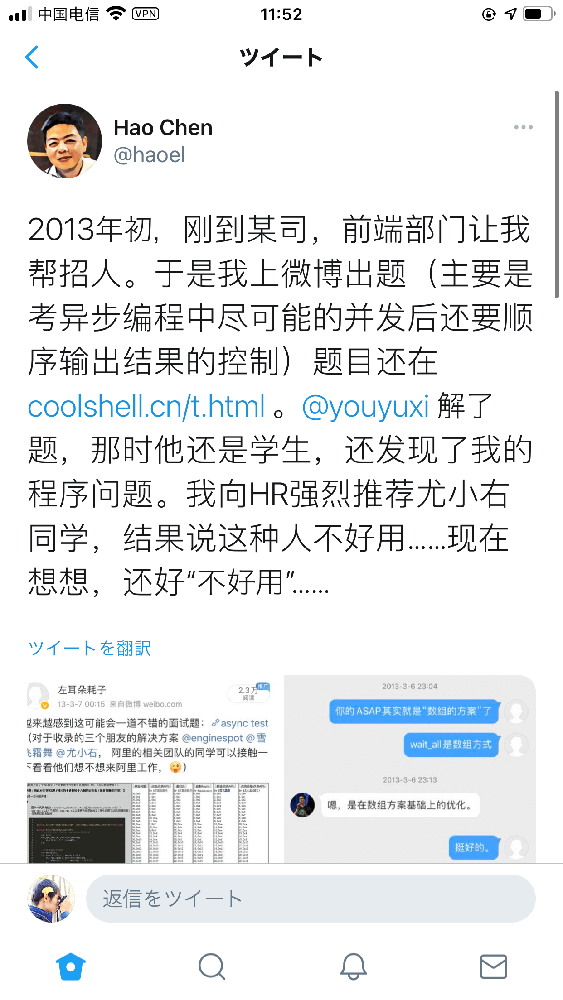 中国电信 VPN 11:52
ツイート
Hao Chen
@haoel
2013年初，刚到某司，前端部门让我
帮招人。于是我上微博出题（主要是
考异步编程中尽可能的并发后还要顺
序输出结果的控制）题目还在
coolshell.cn/t.html 。@youyuxi 解了
题，那时他还是学生，还发现了我的
程序问题。我向HR强烈推荐尤小右
同学，结果说这种人不好用......现在
想想，还好“不好用”......
ツイートを翻訳
左耳朵耗子
13-3-7 00:15 来自微博 weibo.com
2.3万
阅读
越来越感到这可能会一道不错的面试题： async test
（对于收录的三个朋友的解决方案 @enginespot @雪
霜舞 @尤小右， 阿里的相关团队的同学可以接触一
下看看他们想不想来阿里工作，）
2013-3-6 23:04
你的ASAP其实就是“数组的方案”了
wait_all是数组方式
2013-3-6 23:13
嗯，是在数组方案基础上的优化。
挺好的。
返信をツイート